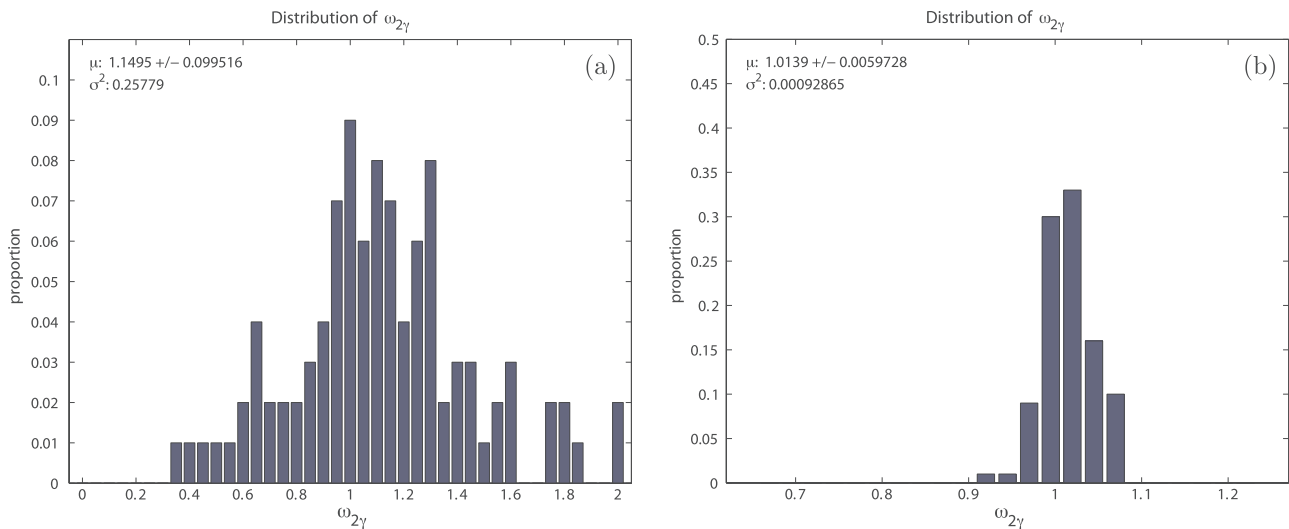 Distribution of ω2γ
μ: 1.1495 +/− 0.099516
σ2: 0.25779
(a)
0.1
0.09
0.08
0.07
0.06
0.05
0.04
0.03
0.02
0.01
0
proportion
0 0.2 0.4 0.6 0.8 1 1.2 1.4 1.6 1.8 2
ω2γ
Distribution of ω2γ
μ: 1.0139 +/− 0.0059728
σ2: 0.00092865
(b)
0.5
0.45
0.4
0.35
0.3
0.25
0.2
0.15
0.1
0.05
0
proportion
0.7 0.8 0.9 1 1.1 1.2
ω2γ